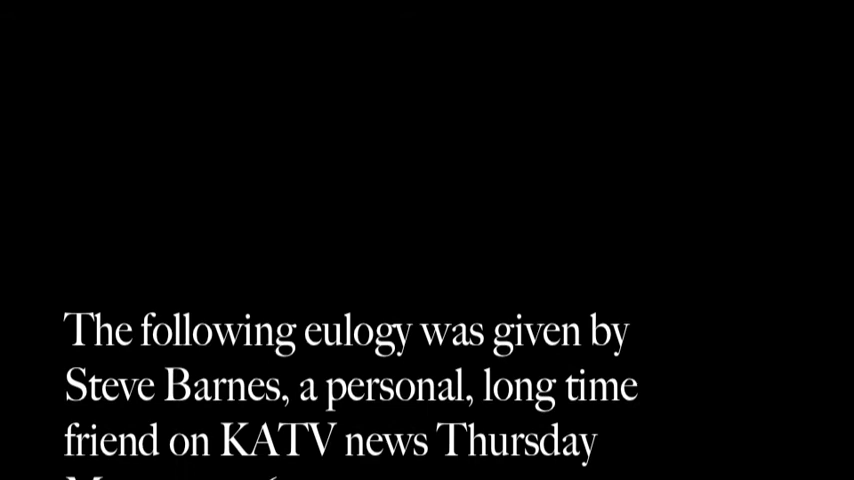 The following eulogy was given by
Steve Barnes, a personal, long time
friend on KATV news Thursday